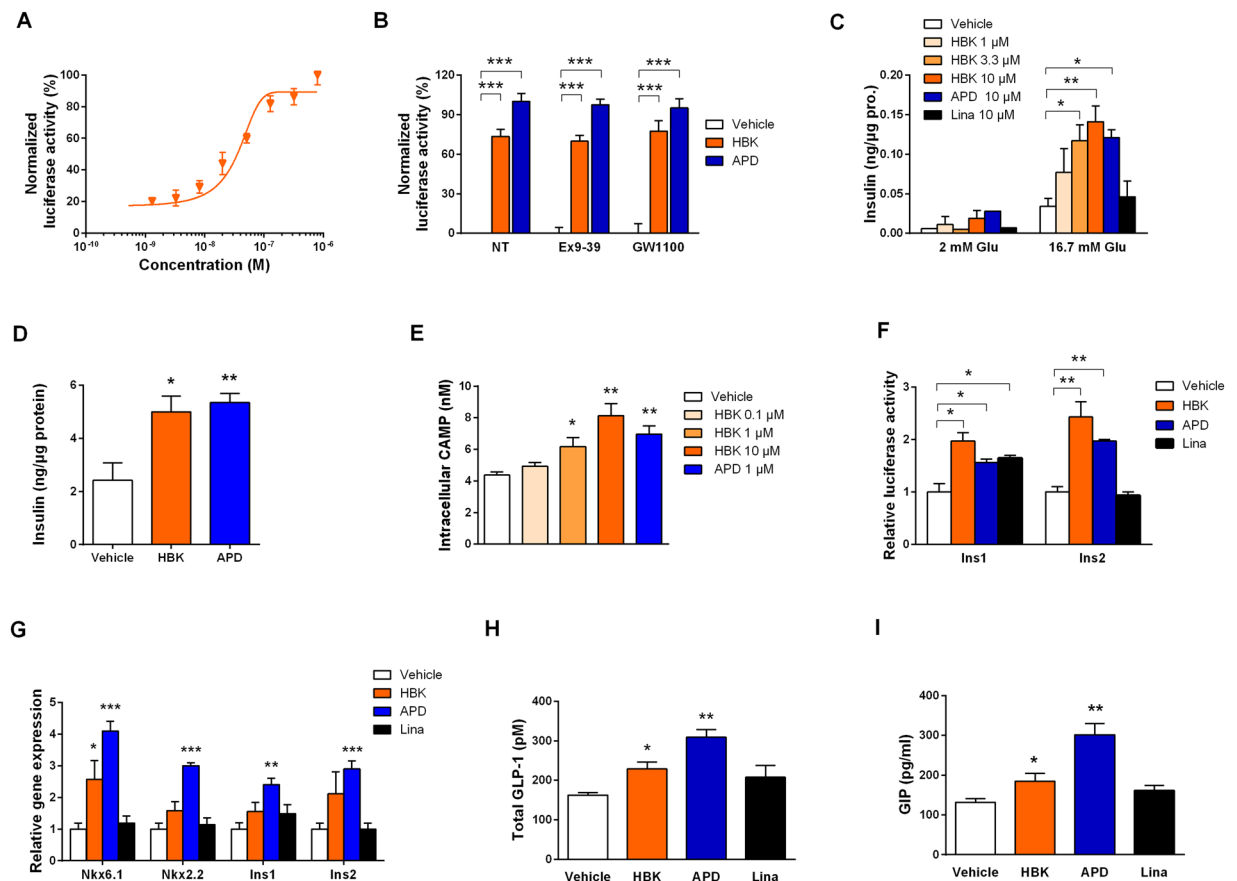 A
Normalized
luciferase activity (%)
100
80
60
40
20
0
10-10
10-9
10-8
10-7
10-6
Concentration (M)
B
Normalized
luciferase activity (%)
120
90
60
30
0
***
***
***
***
***
***
NT
Ex9-39
GW1100
Vehicle
HBK
APD
C
Vehicle
HBK 1 µM
HBK 3.3 µM
HBK 10 µM
APD 10 µM
Lina 10 µM
Insulin (ng/µg pro.)
0.20
0.15
0.10
0.05
0.00
*
**
*
2 mM Glu
16.7 mM Glu
D
Insulin (ng/µg protein)
6
4
2
0
*
**
Vehicle
HBK
APD
E
Intracellular CAMP (nM)
10
8
6
4
2
0
*
**
**
Vehicle
HBK 0.1 µM
HBK 1 µM
HBK 10 µM
APD 1 µM
F
Relative luciferase activity
3
2
1
0
*
*
*
**
**
Ins1
Ins2
Vehicle
HBK
APD
Lina
G
Relative gene expression
5
4
3
2
1
0
*
***
***
**
***
Nkx6.1
Nkx2.2
Ins1
Ins2
Vehicle
HBK
APD
Lina
H
Total GLP-1 (pM)
400
300
200
100
0
*
**
Vehicle
HBK
APD
Lina
I
GIP (pg/ml)
400
300
200
100
0
*
**
Vehicle
HBK
APD
Lina